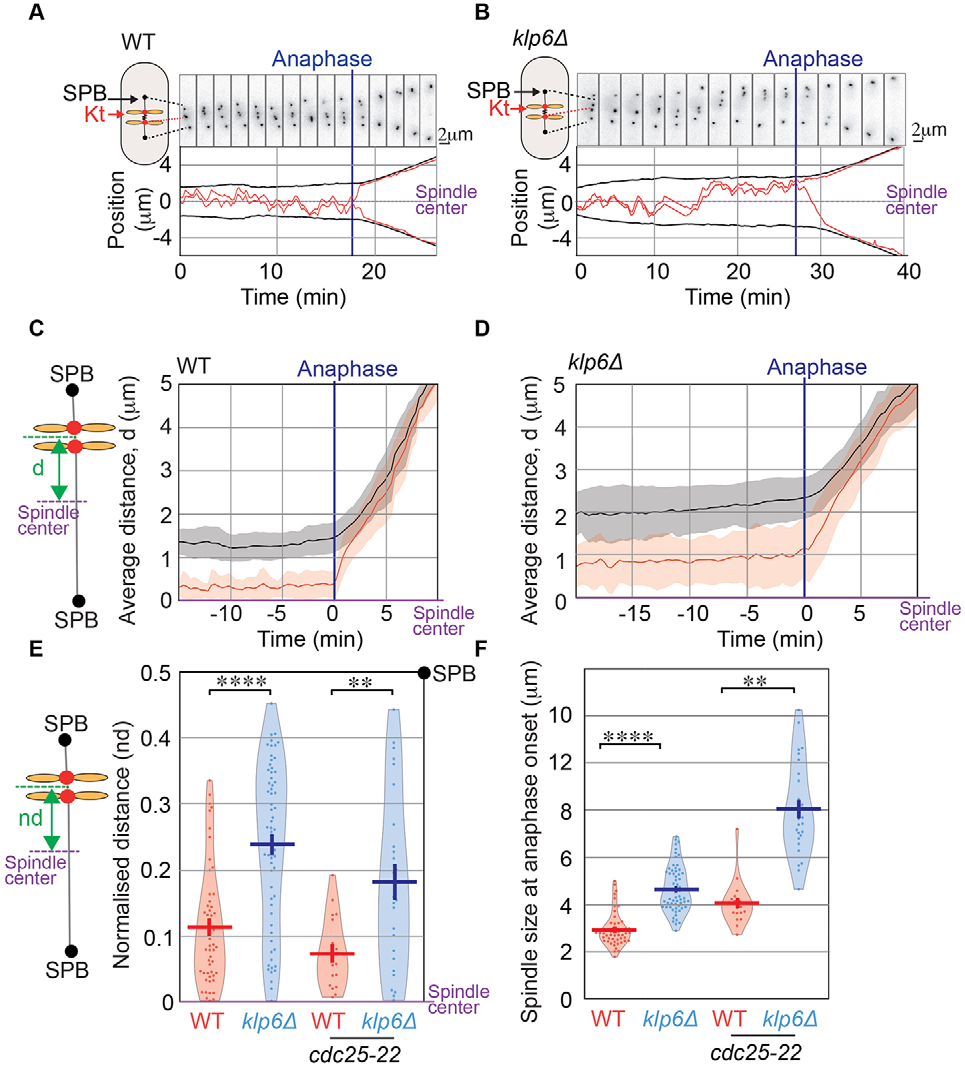 A
WT
Anaphase
SPB
Kt
2μm
4
0
-4
Position
(μm)
Spindle
center
0
10
20
Time (min)
B
klp6Δ
Anaphase
SPB
Kt
2μm
4
0
-4
Position
(μm)
Spindle
center
0
10
20
30
40
Time (min)
C
WT
Anaphase
SPB
d
Spindle
center
SPB
Average distance, d (μm)
5
4
3
2
1
0
-10
-5
0
5
Spindle
center
Time (min)
D
klp6Δ
Anaphase
Average distance, d (μm)
5
4
3
2
1
0
-15
-10
-5
0
5
Spindle
center
Time (min)
E
SPB
nd
Spindle
center
SPB
Normalised distance (nd)
0.5
0.4
0.3
0.2
0.1
0
SPB
****
**
Spindle
center
WT
klp6Δ
WT
klp6Δ
cdc25-22
F
Spindle size at anaphase onset (μm)
10
12
8
6
4
2
0
****
**
WT
klp6Δ
WT
klp6Δ
cdc25-22